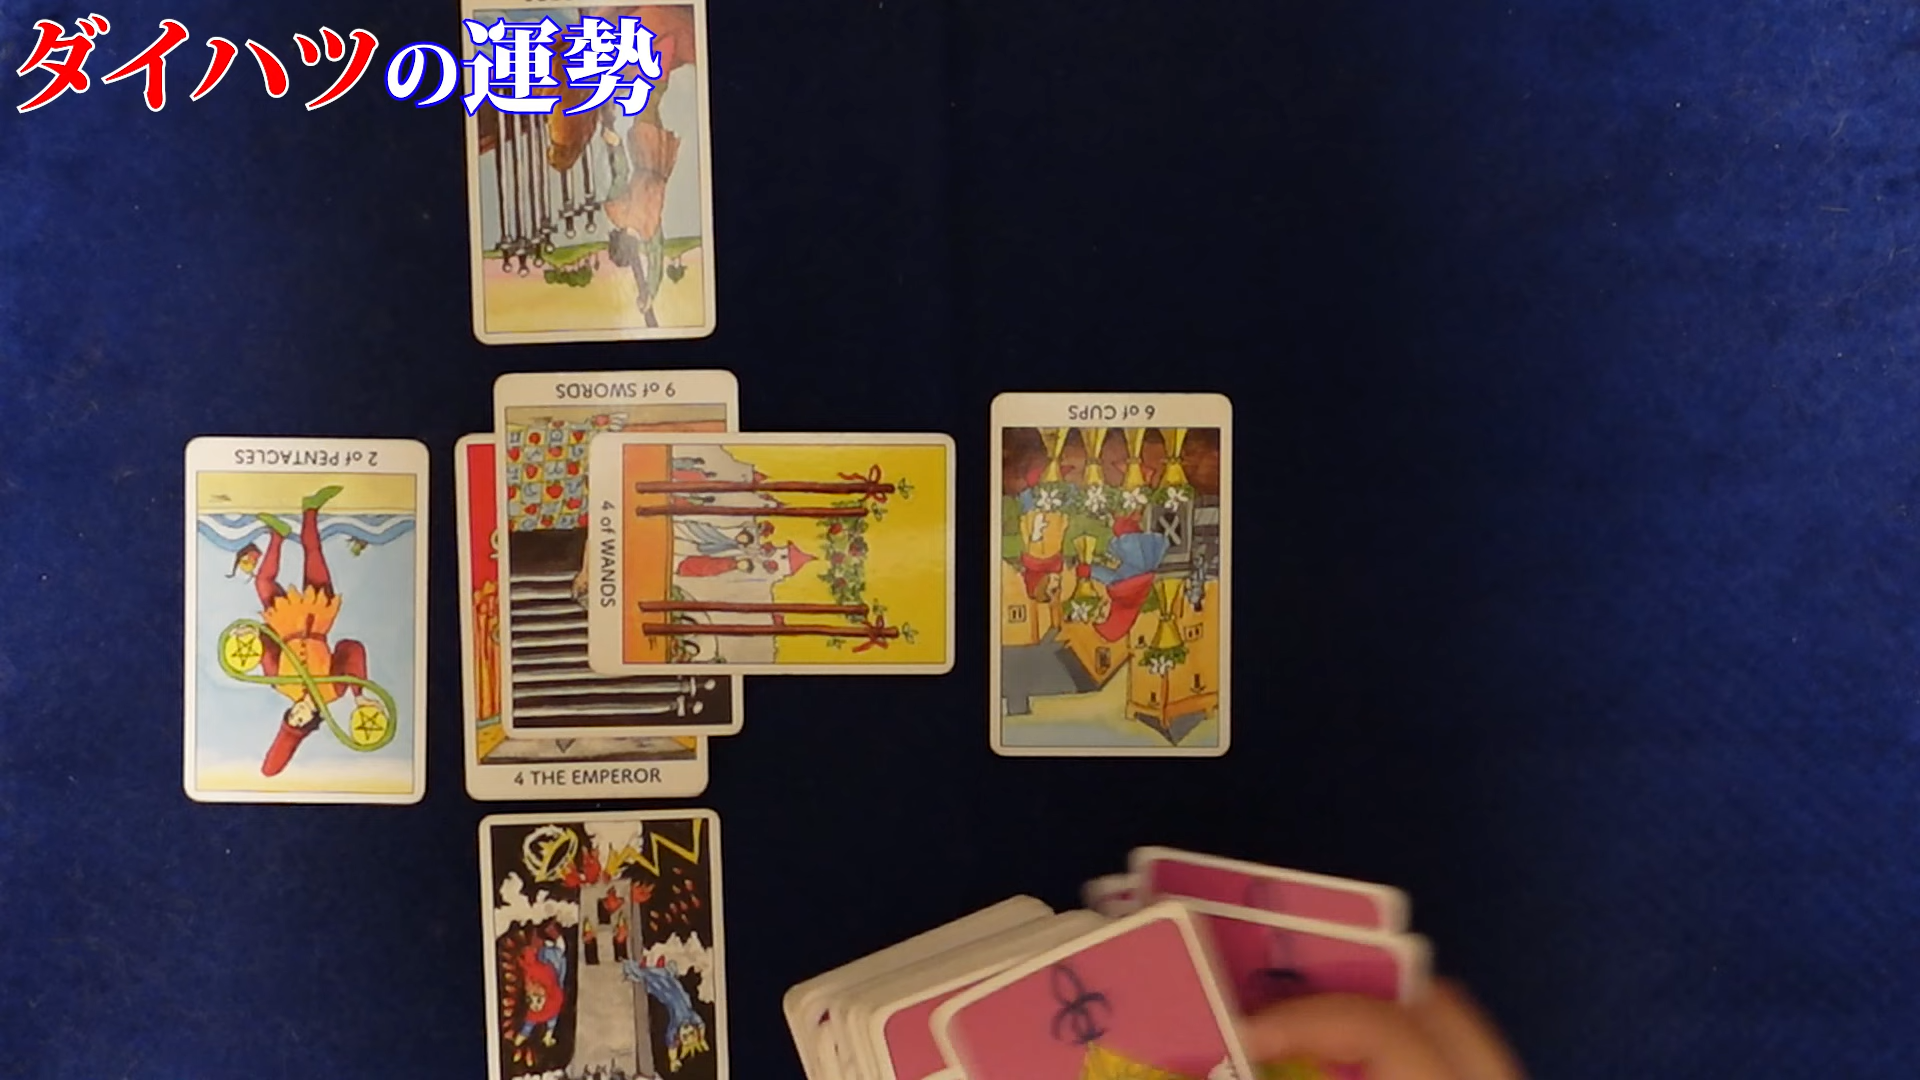 ダイハツの運勢
9 of SWORDS
6 of CUPS
2 of PENTACLES
4 of WANDS
4 THE EMPEROR